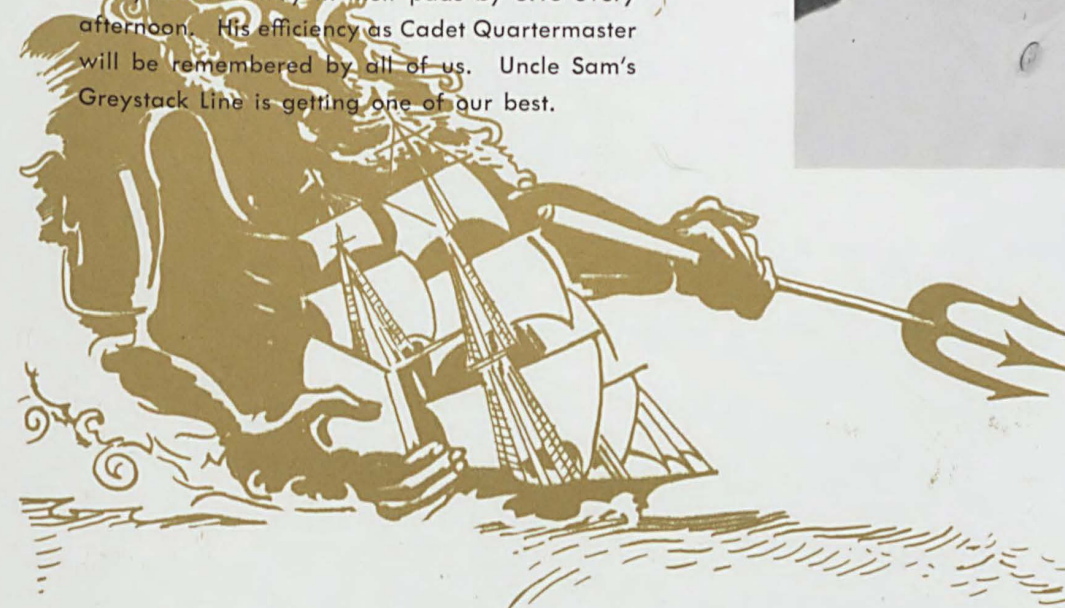 by
afternoon. His efficiency as Cadet Quartermaster
will be remembered by all of us. Uncle Sam's
Greystack Line is getting one of our best.